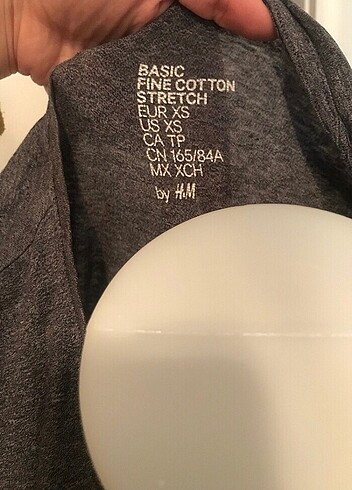 BASIC
FINE COTTON
STRETCH
EUR XS
US XS
CA TP
CN 165/84A
MX XCH
by H&M